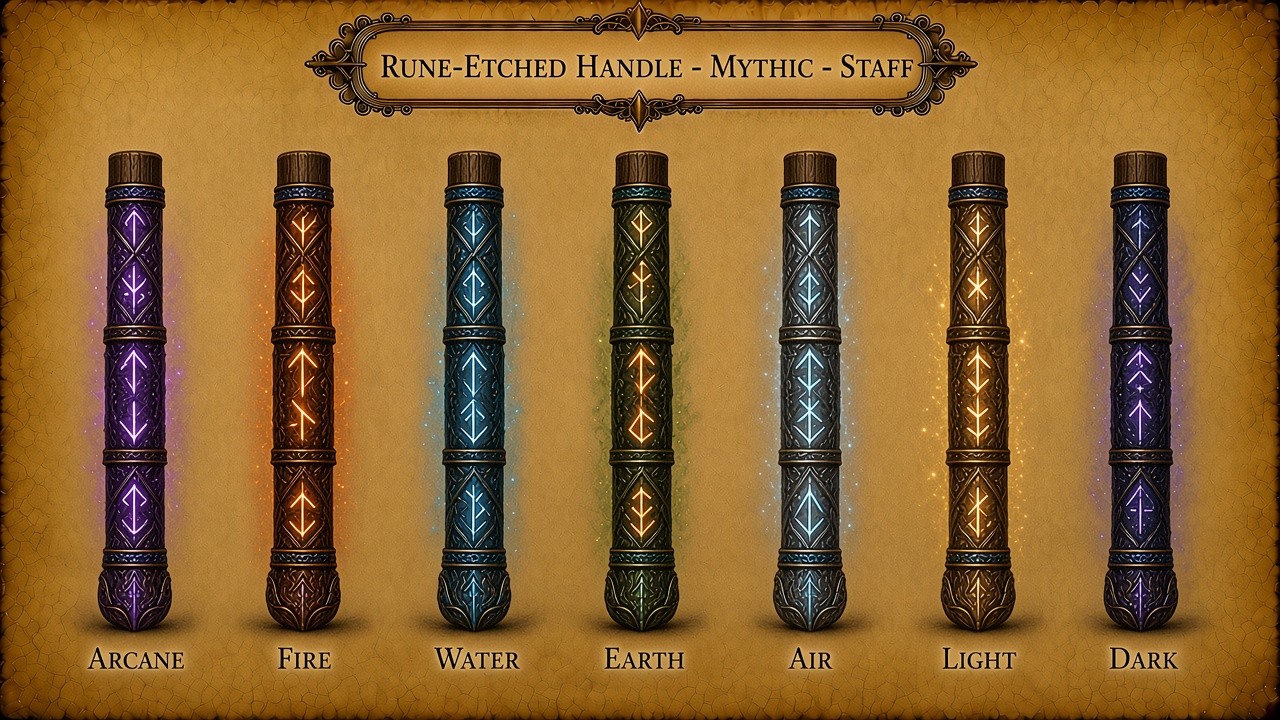 Rune-Etched Handle - Mythic - Staff
Arcane
Fire
Water
Earth
Air
Light
Dark